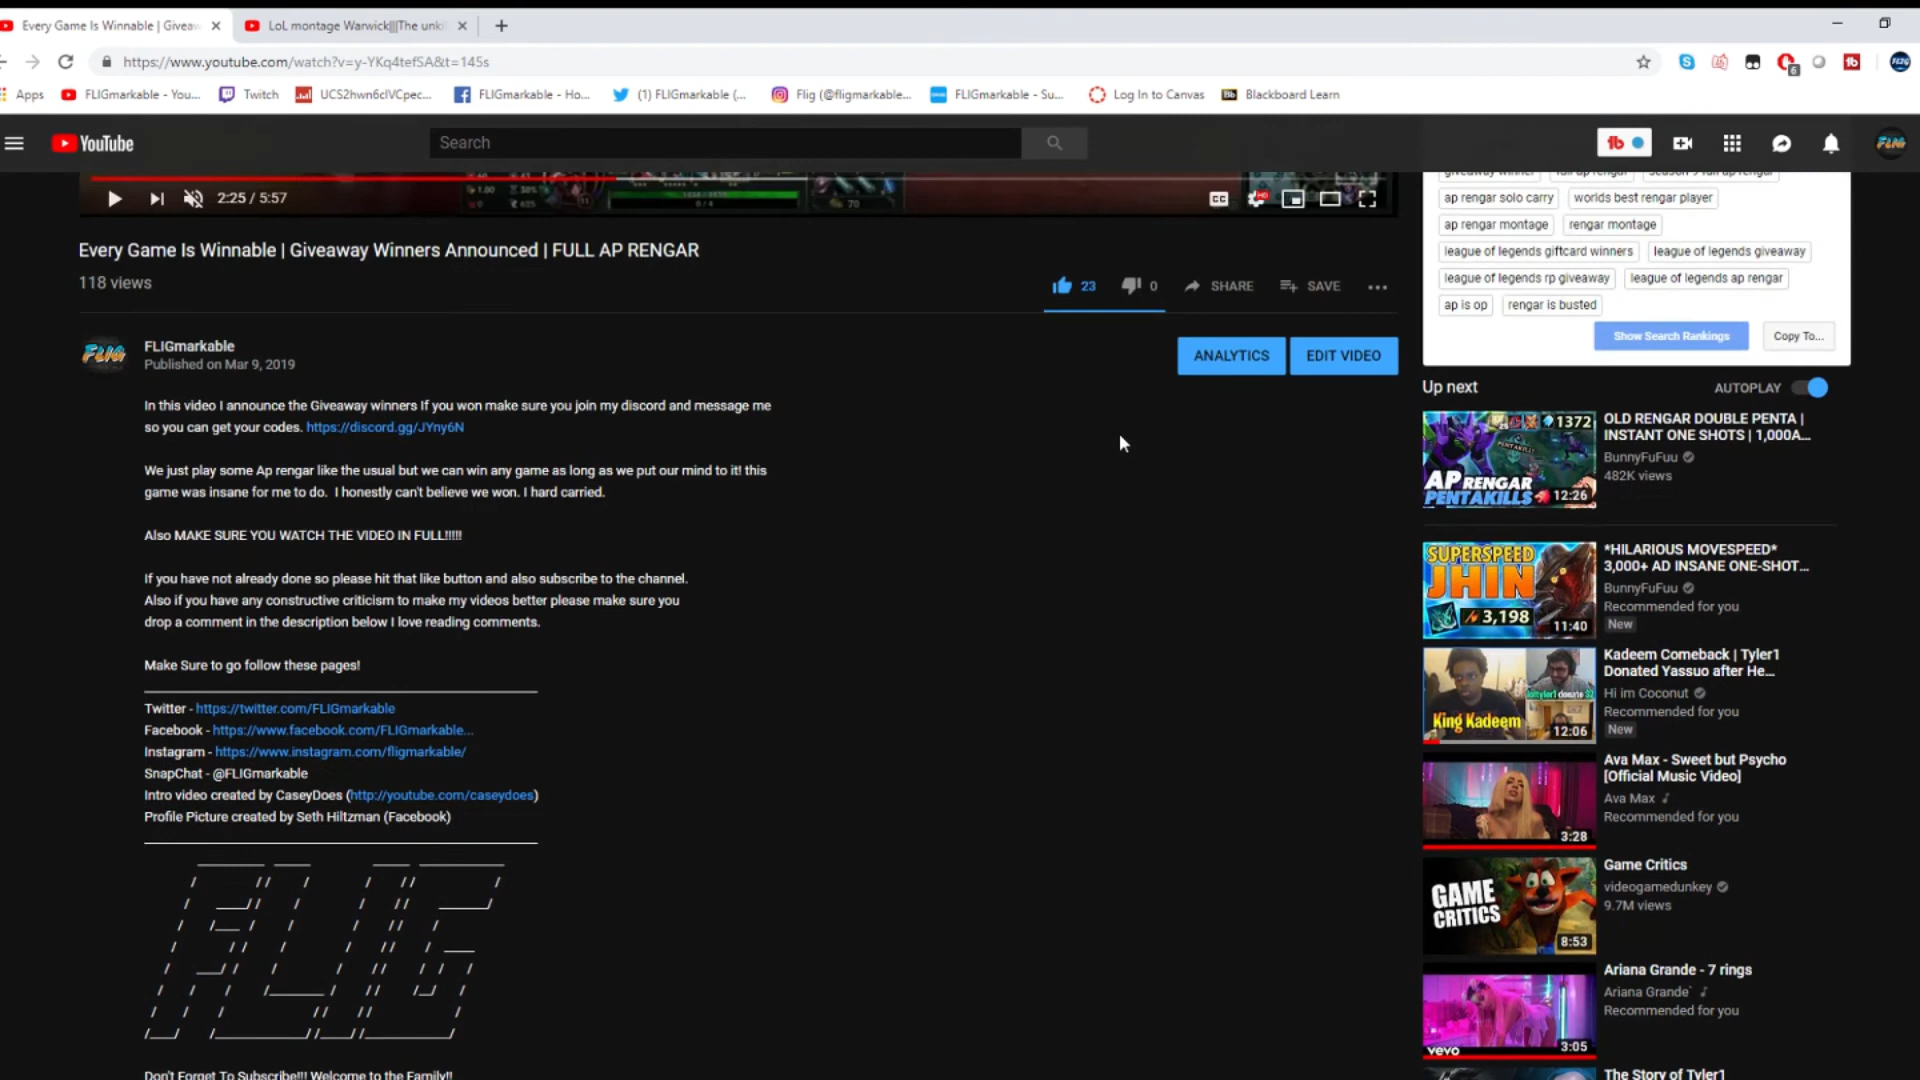 Every Game Is Winnable | Giveaw
LoL montage Warwick|||The unki
https://www.youtube.com/watch?v=y-YKq4tefSA&t=145s
Apps
FLIGmarkable - You...
Twitch
UCS2hwn6clVCpec...
FLIGmarkable - Ho...
(1) FLIGmarkable (...
Flig (@fligmarkable...
FLIGmarkable - Su...
Log In to Canvas
Blackboard Learn
YouTube
Search
2:25 / 5:57
ap rengar solo carry
worlds best rengar player
ap rengar montage
rengar montage
league of legends giftcard winners
league of legends giveaway
league of legends rp giveaway
league of legends ap rengar
ap is op
rengar is busted
Show Search Rankings
Copy To...
Every Game Is Winnable | Giveaway Winners Announced | FULL AP RENGAR
118 views
23
0
SHARE
SAVE
FLIGmarkable
Published on Mar 9, 2019
ANALYTICS
EDIT VIDEO
In this video I announce the Giveaway winners If you won make sure you join my discord and message me
so you can get your codes. https://discord.gg/JYny6N
We just play some Ap rengar like the usual but we can win any game as long as we put our mind to it! this
game was insane for me to do. I honestly can't believe we won. I hard carried.
Also MAKE SURE YOU WATCH THE VIDEO IN FULL!!!!!
If you have not already done so please hit that like button and also subscribe to the channel.
Also if you have any constructive criticism to make my videos better please make sure you
drop a comment in the description below I love reading comments.
Make Sure to go follow these pages!
Twitter - https://twitter.com/FLIGmarkable
Facebook - https://www.facebook.com/FLIGmarkable...
Instagram - https://www.instagram.com/fligmarkable/
SnapChat - @FLIGmarkable
Intro video created by CaseyDoes (http://youtube.com/caseydoes)
Profile Picture created by Seth Hiltzman (Facebook)
Don't Forget To Subscribe!!! Welcome to the Family!!
Up next
AUTOPLAY
1372
AP RENGAR
PENTAKILLS
12:26
OLD RENGAR DOUBLE PENTA |
INSTANT ONE SHOTS | 1,000A...
BunnyFuFuu
482K views
SUPERSPEED
JHIN
3,198
11:40
*HILARIOUS MOVESPEED*
3,000+ AD INSANE ONE-SHOT...
BunnyFuFuu
Recommended for you
New
King Kadeem
12:06
Kadeem Comeback | Tyler1
Donated Yassuo after He...
Hi im Coconut
Recommended for you
New
3:28
Ava Max - Sweet but Psycho
[Official Music Video]
Ava Max
Recommended for you
GAME
CRITICS
8:53
Game Critics
videogamedunkey
9.7M views
vevo
3:05
Ariana Grande - 7 rings
Ariana Grande
Recommended for you
The Story of Tyler1